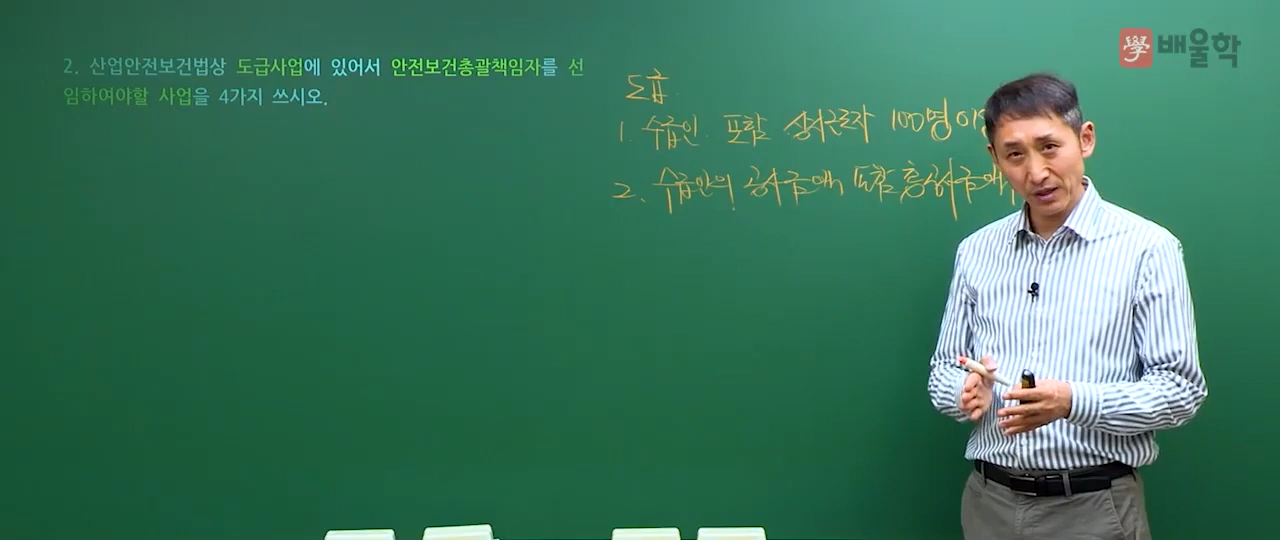 學 배울학
2. 산업안전보건법상 도급사업에 있어서 안전보건총괄책임자를 선
임하여야할 사업을 4가지 쓰시오.
도급
1. 수급인 포함 상시근로자 100명 이상
2. 수급인의 공사금액 포함 총공사금액